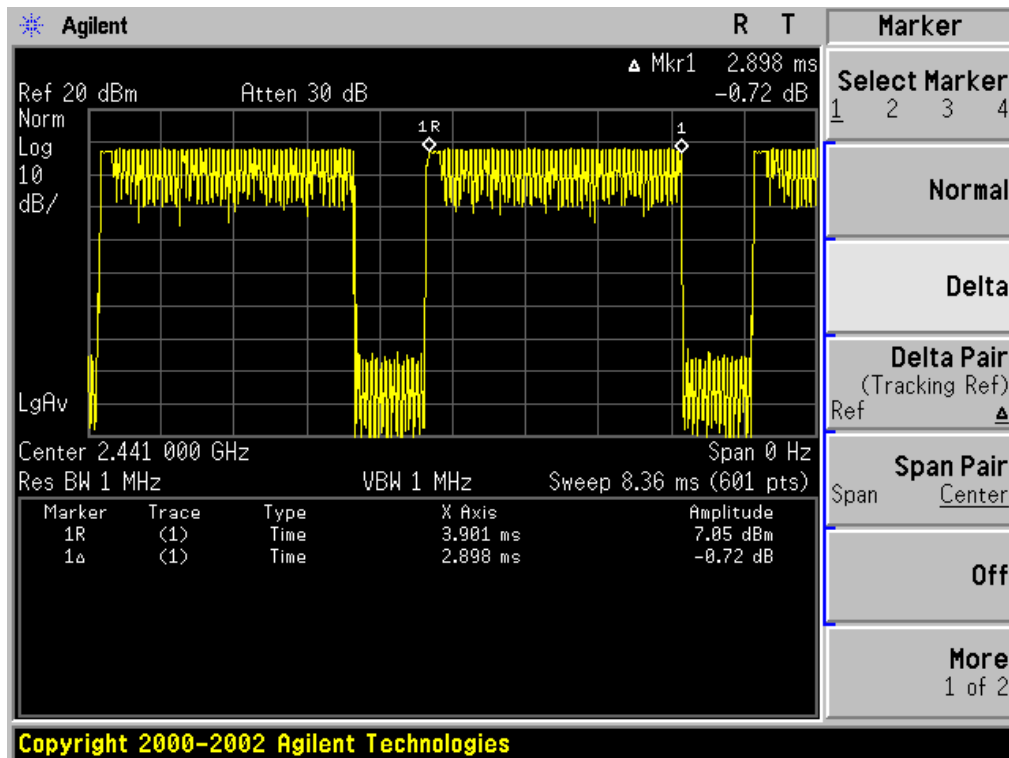 Agilent R T
▵ Mkr1 2.898 ms
Ref 20 dBm Atten 30 dB -0.72 dB
Norm
Log
10
dB/
1R
1
LgAv
Center 2.441 000 GHz Span 0 Hz
Res BW 1 MHz VBW 1 MHz Sweep 8.36 ms (601 pts)
Marker Trace Type X Axis Amplitude
1R (1) Time 3.901 ms 7.05 dBm
1▵ (1) Time 2.898 ms -0.72 dB
Marker
Select Marker
1 2 3 4
Normal
Delta
Delta Pair
(Tracking Ref)
Ref ▵
Span Pair
Span Center
Off
More
1 of 2
Copyright 2000-2002 Agilent Technologies